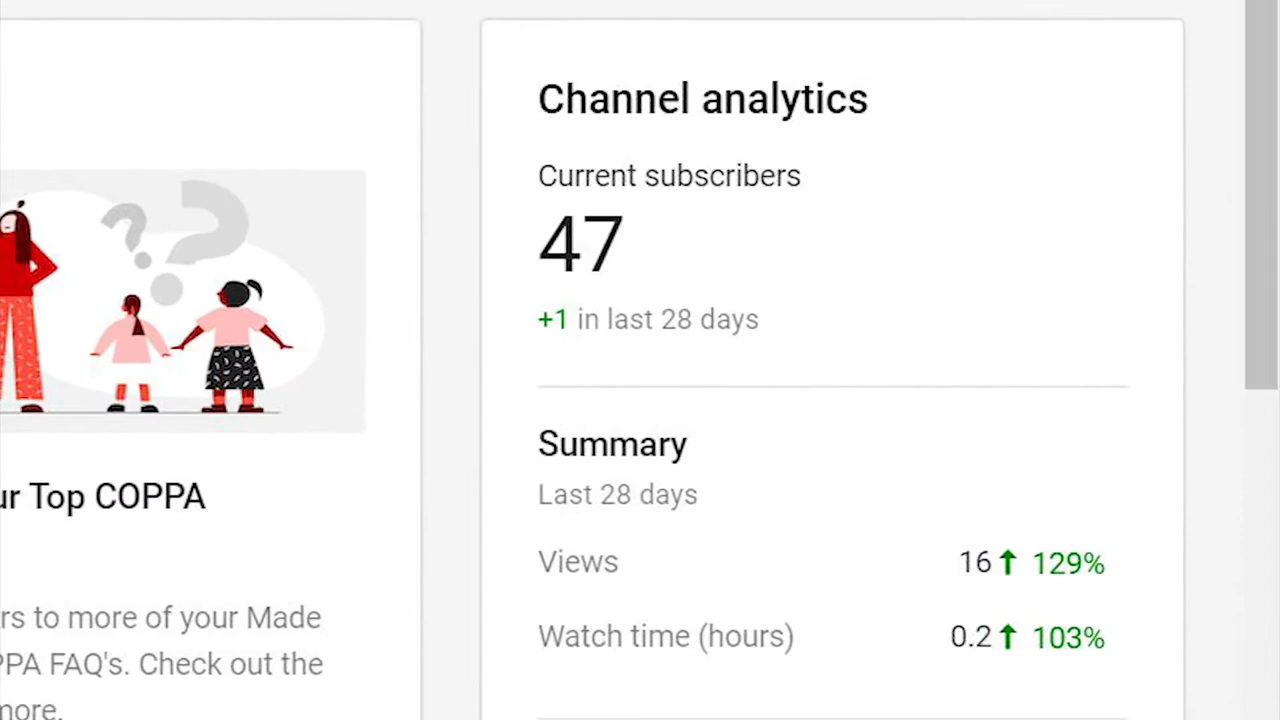 ur Top COPPA
rs to more of your Made
PPA FAQ's. Check out the
more.
Channel analytics
Current subscribers
47
+1 in last 28 days
Summary
Last 28 days
Views 16 129%
Watch time (hours) 0.2 103%